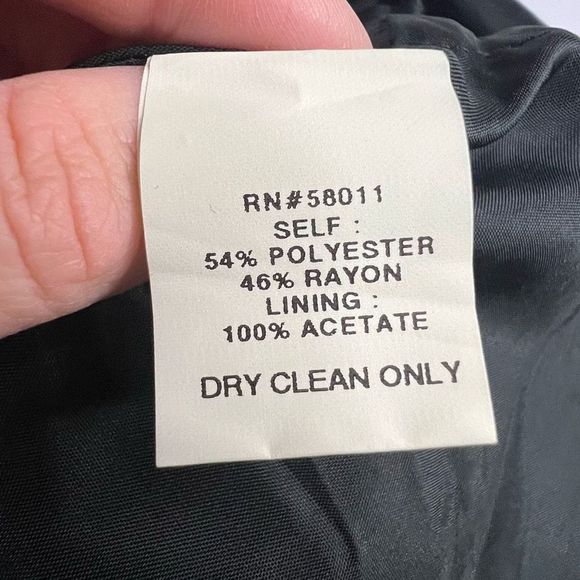 RN#58011
SELF :
54% POLYESTER
46% RAYON
LINING :
100% ACETATE
DRY CLEAN ONLY